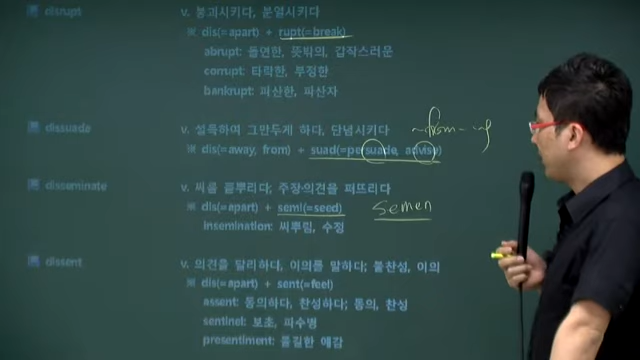 disrupt v. 붕괴시키다, 분열시키다
※ dis(=apart) + rupt(=break)
abrupt: 돌연한, 뜻밖의, 갑작스러운
corrupt: 타락한, 부정한
bankrupt: 파산한, 파산자
dissuade v. 설득하여 그만두게 하다, 단념시키다 ~from ~ing
※ dis(=away, from) + suad(=persuade, advise)
disseminate v. 씨를 흩뿌리다; 주장·의견을 퍼뜨리다
※ dis(=apart) + semi(=seed) semen
insemination: 씨뿌림, 수정
dissent v. 의견을 달리하다, 이의를 말하다; 불찬성, 이의
※ dis(=apart) + sent(=feel)
assent: 동의하다, 찬성하다; 동의, 찬성
sentinel: 보초, 파수병
presentiment: 불길한 예감